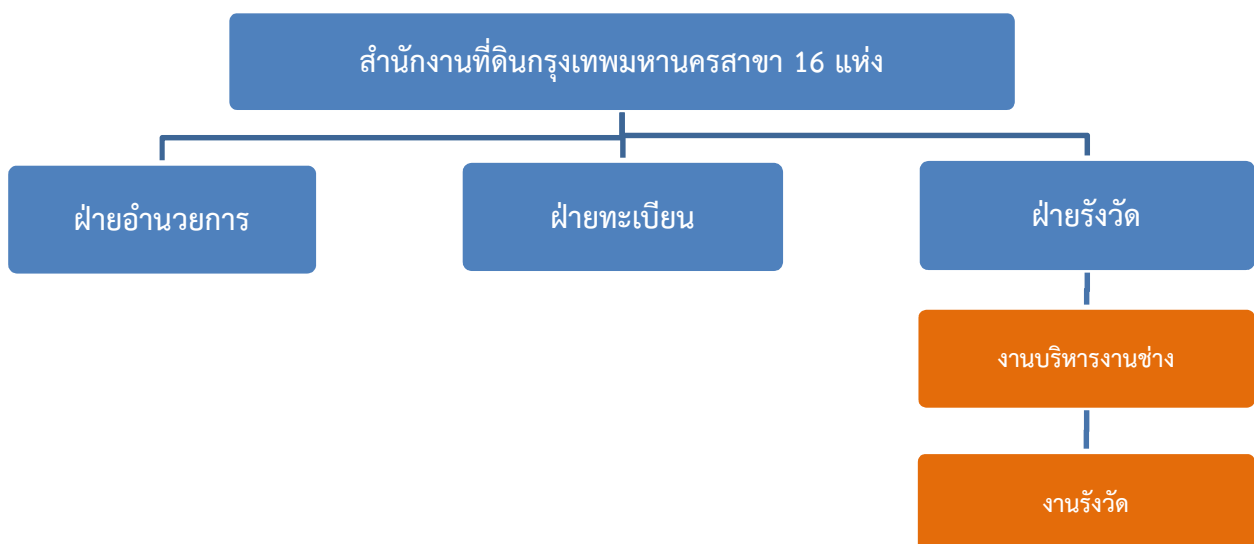 สำนักงานที่ดินกรุงเทพมหานครสาขา 16 แห่ง
ฝ่ายอำนวยการ
ฝ่ายทะเบียน
ฝ่ายรังวัด
งานบริหารงานช่าง
งานรังวัด